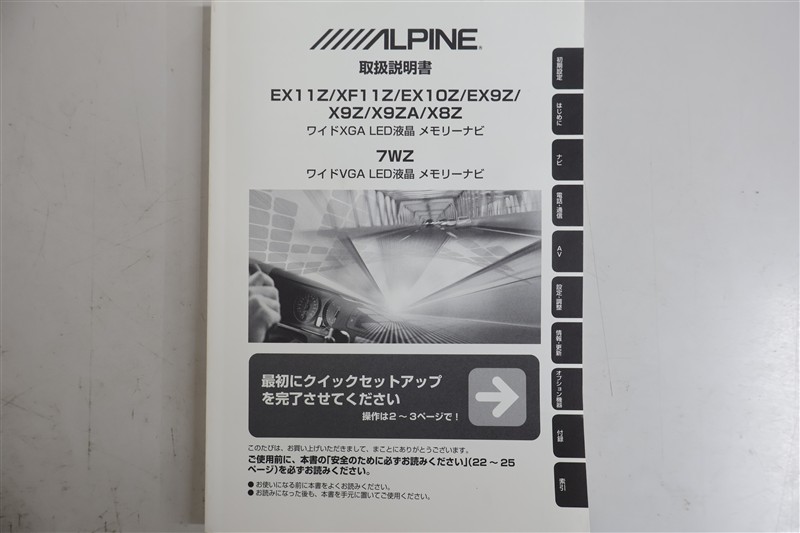 ALPINE®
取扱説明書
EX11Z/XF11Z/EX10Z/EX9Z/
X9Z/X9ZA/X8Z
ワイドXGA LED液晶 メモリーナビ
7WZ
ワイドVGA LED液晶 メモリーナビ
最初にクイックセットアップ
を完了させてください
操作は2～3ページで！
このたびは、お買い上げいただきまして、まことにありがとうございます。
ご使用前に、本書の「安全のために必ずお読みください」(22～25
ページ)を必ずお読みください。
● お使いになる前に本書をよくお読みください。
● お読みになった後も、本書を手元に置いてご使用ください。
初期設定
はじめに
ナビ
電話・通信
AV
設定・調整
情報・更新
オプション機器
付録
索引